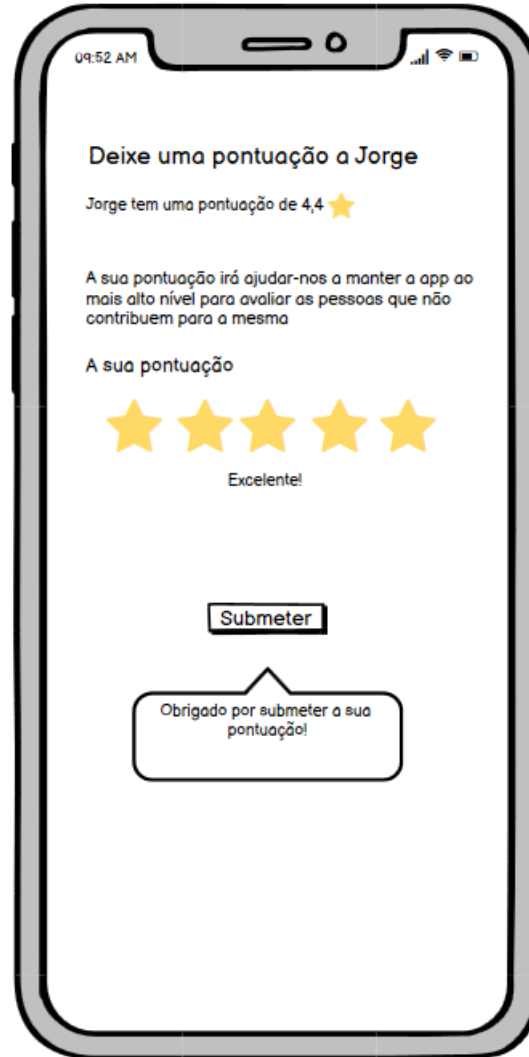 09:52 AM
Deixe uma pontuação a Jorge
Jorge tem uma pontuação de 4,4
A sua pontuação irá ajudar-nos a manter a app ao
mais alto nível para avaliar as pessoas que não
contribuem para a mesma
A sua pontuação
Excelente!
Submeter
Obrigado por submeter a sua
pontuação!